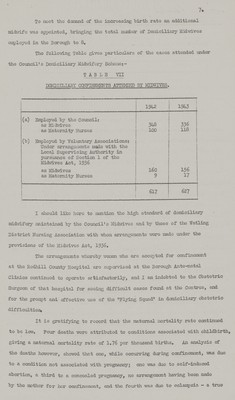 7.
To meet the demand of the increasing birth rate an additional
midwife was appointed, bringing the total number of Domiciliary Midwives
employed in the Borough to 8.
The following table gives particulars of the cases attended under
the Council's Domiciliary Midwifery Scheme:-
TABLE VII
DOMICILIARY CONFINEMENTS ATTENDED BY MIDWIVES.
1942 1943
(a) Employed by the Council:
as Midwives 348 336
as Maternity Nurses 100 118
(b) Employed by Voluntary Associations:
Under arrangements made with the
Local Supervising Authority in
pursuance of Section 1 of the
Midwives Act, 1936
as Midwives 160 156
as Maternity Nurses 9 17
617 627
I should like here to mention the high standard of domiciliary
midwifery maintained by the Council's Midwives and by those of the Welling
District Nursing Association with whom arrangements were made under the
provisions of the Midwives Act, 1936.
The arrangements whereby women who are accepted for confinement
at the County Hospital are supervised at the Borough Ante-natal
Clinics continued to operate satisfactorily, and I am indebted to the Obstetric
Surgeon of that hospital for seeing difficult cases found at the Centres, and
for the prompt and effective use of the "Flying Squad" in domiciliary obstetric
difficulties.
It is gratifying to record that the maternal mortality rate continued
to be low. Four deaths were attributed to conditions associated with childbirth,
giving a maternal mortality rate of 1.76 per thousand births. An analysis of
the deaths however, showed that one, while occurring during confinement, was due
to a condition not associated with pregnancy; one was due to self-induced
abortion, a third to a concealed pregnancy, no arrangement having been made
by the mother for her confinement, and the fourth was due to eclampsia - a true